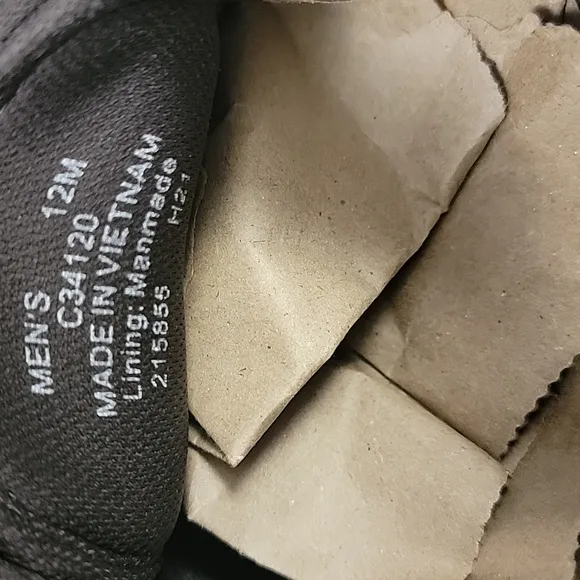 MEN'S 12M
C34120
MADE IN VIETNAM
Lining: Manmade
215855 H21